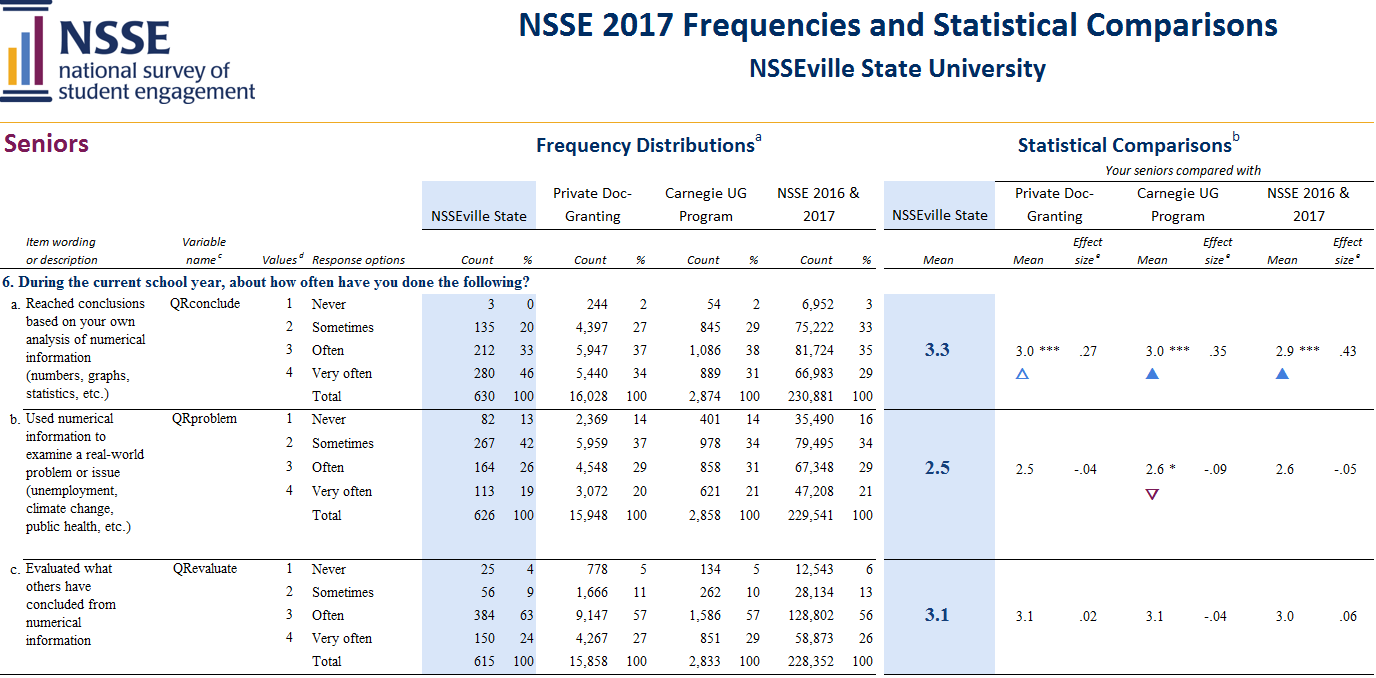 NSSE
national survey of
student engagement
NSSE 2017 Frequencies and Statistical Comparisons
NSSEville State University
Seniors
Frequency Distributions a
Statistical Comparisons b
Your seniors compared with
NSSEville State
Private Doc-
Granting
Carnegie UG
Program
NSSE 2016 &
2017
NSSEville State
Private Doc-
Granting
Carnegie UG
Program
NSSE 2016 &
2017
Item wording
or description
Variable
name c
Values d Response options
Count % Count % Count % Count %
Mean
Mean Effect
size e
Mean Effect
size e
Mean Effect
size e
6. During the current school year, about how often have you done the following?
a. Reached conclusions
based on your own
analysis of numerical
information
(numbers, graphs,
statistics, etc.)
QRconclude
1 Never 3 0 244 2 54 2 6,952 3
2 Sometimes 135 20 4,397 27 845 29 75,222 33
3 Often 212 33 5,947 37 1,086 38 81,724 35
4 Very often 280 46 5,440 34 889 31 66,983 29
Total 630 100 16,028 100 2,874 100 230,881 100
3.3 3.0 *** .27 3.0 *** .35 2.9 *** .43
b. Used numerical
information to
examine a real-world
problem or issue
(unemployment,
climate change,
public health, etc.)
QRproblem
1 Never 82 13 2,369 14 401 14 35,490 16
2 Sometimes 267 42 5,959 37 978 34 79,495 34
3 Often 164 26 4,548 29 858 31 67,348 29
4 Very often 113 19 3,072 20 621 21 47,208 21
Total 626 100 15,948 100 2,858 100 229,541 100
2.5 2.5 -.04 2.6 * -.09 2.6 -.05
c. Evaluated what
others have
concluded from
numerical
information
QRevaluate
1 Never 25 4 778 5 134 5 12,543 6
2 Sometimes 56 9 1,666 11 262 10 28,134 13
3 Often 384 63 9,147 57 1,586 57 128,802 56
4 Very often 150 24 4,267 27 851 29 58,873 26
Total 615 100 15,858 100 2,833 100 228,352 100
3.1 3.1 .02 3.1 -.04 3.0 .06